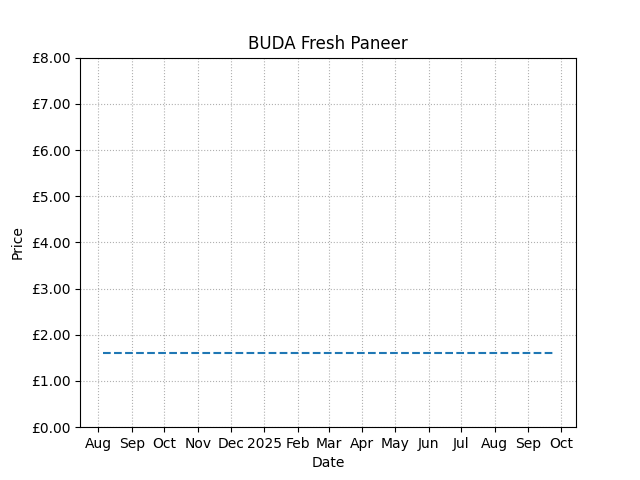 BUDA Fresh Paneer
£8.00
£7.00
£6.00
£5.00
£4.00
£3.00
£2.00
£1.00
£0.00
Price
Aug Sep Oct Nov Dec 2025 Feb Mar Apr May Jun Jul Aug Sep Oct
Date